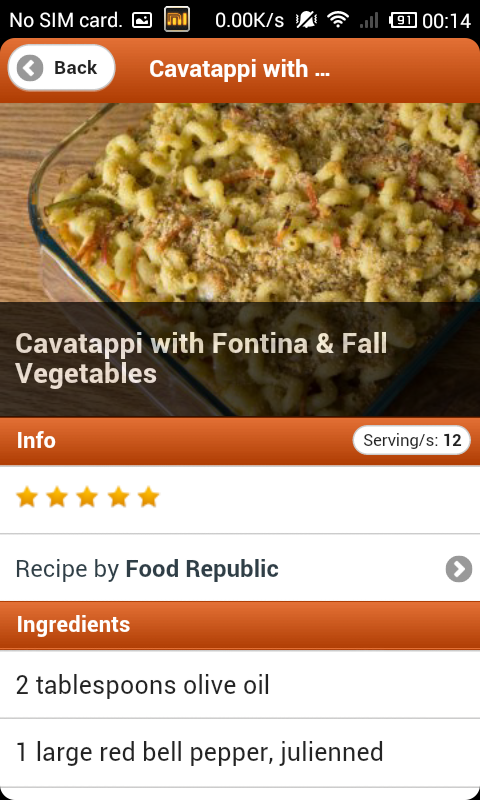 No SIM card. 0.00K/s 91 00:14
Back Cavatappi with ...
Cavatappi with Fontina & Fall
Vegetables
Info Serving/s: 12
Recipe by Food Republic
Ingredients
2 tablespoons olive oil
1 large red bell pepper, julienned